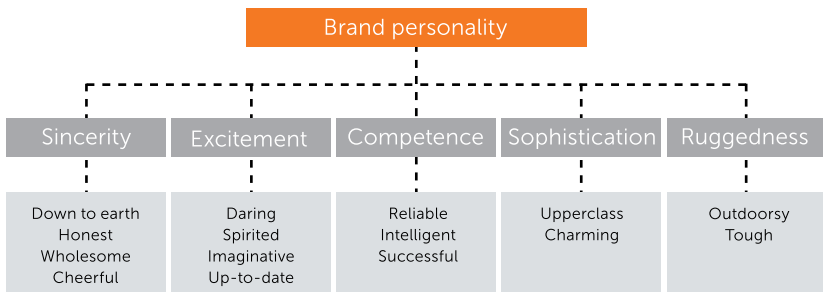 Brand personality
Sincerity
Excitement
Competence
Sophistication
Ruggedness
Down to earth
Honest
Wholesome
Cheerful
Daring
Spirited
Imaginative
Up-to-date
Reliable
Intelligent
Successful
Upperclass
Charming
Outdoorsy
Tough